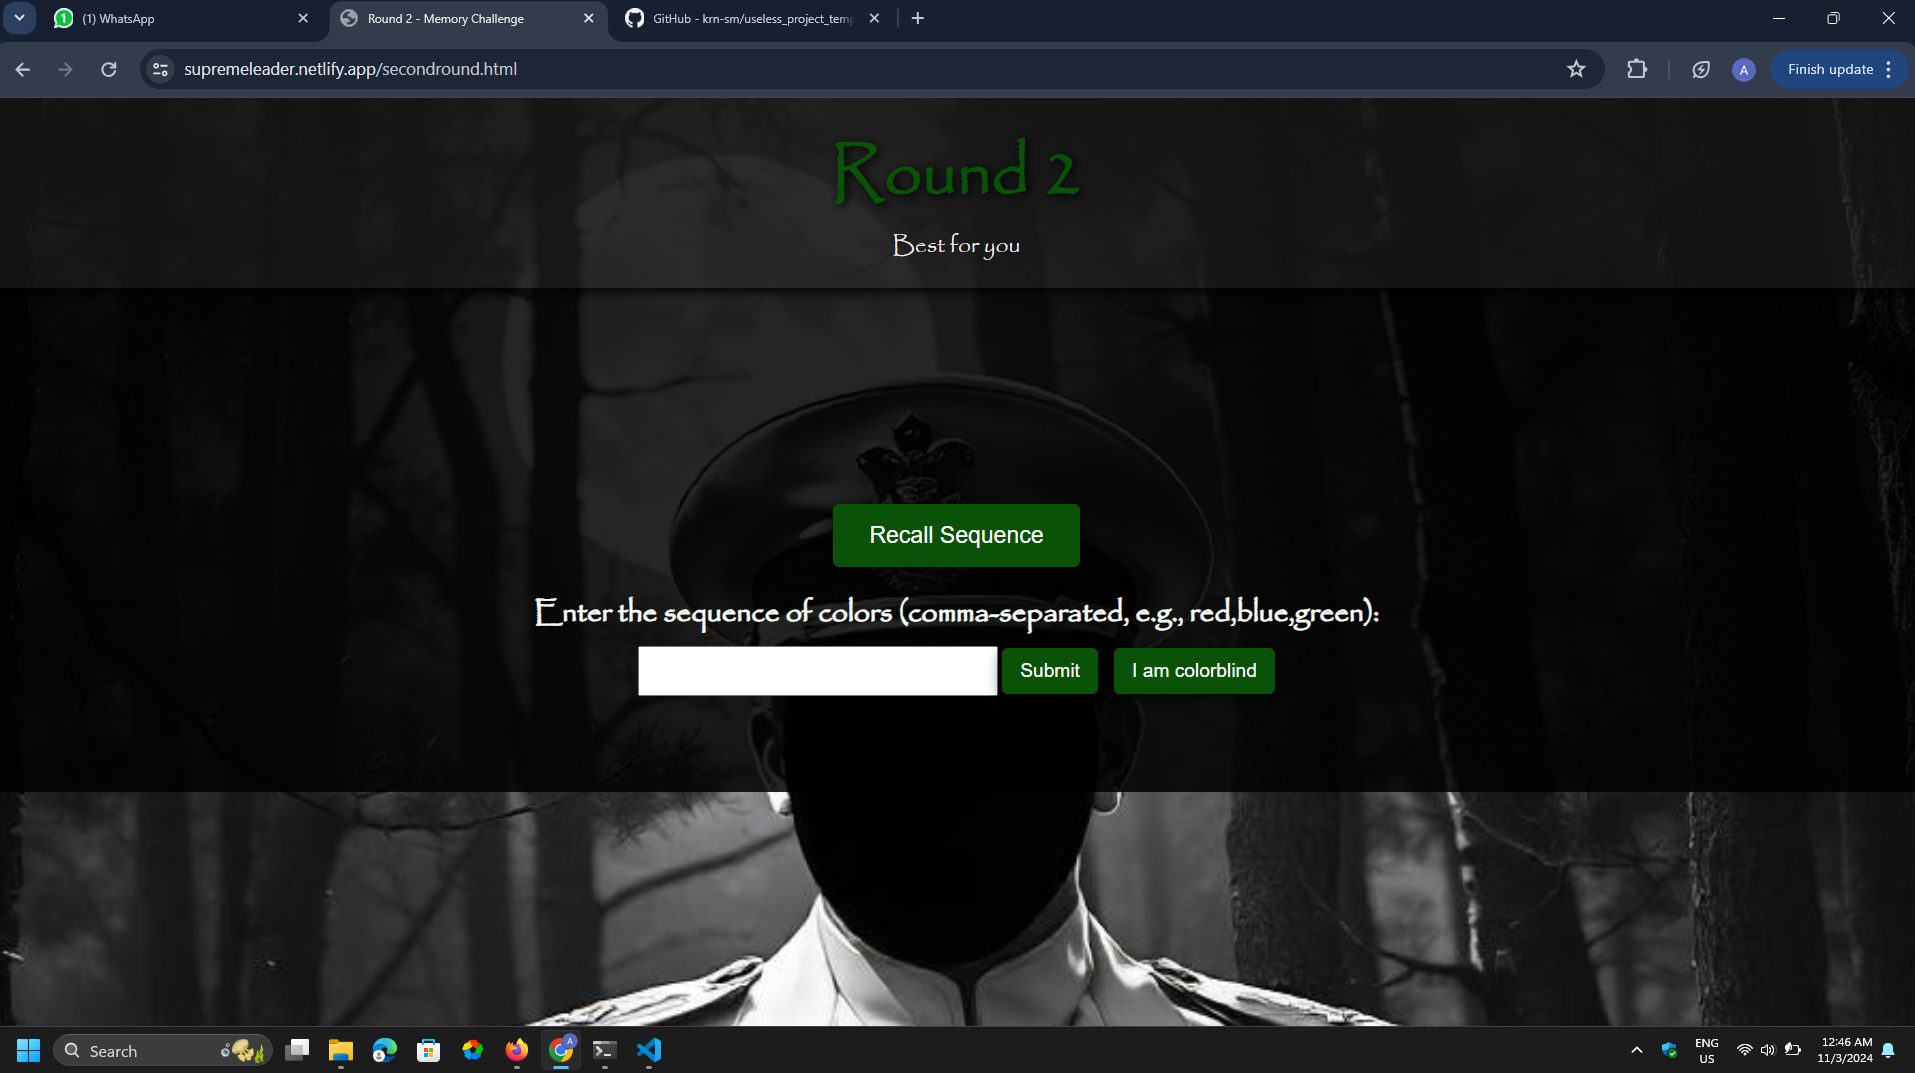 (1) WhatsApp
Round 2 - Memory Challenge
GitHub - krn-sm/useless_project_temp
supremeleader.netlify.app/secondround.html
A
Finish update
Round 2
Best for you
Recall Sequence
Enter the sequence of colors (comma-separated, e.g., red,blue,green):
Submit
I am colorblind
Search
A
ENG
US
12:46 AM
11/3/2024